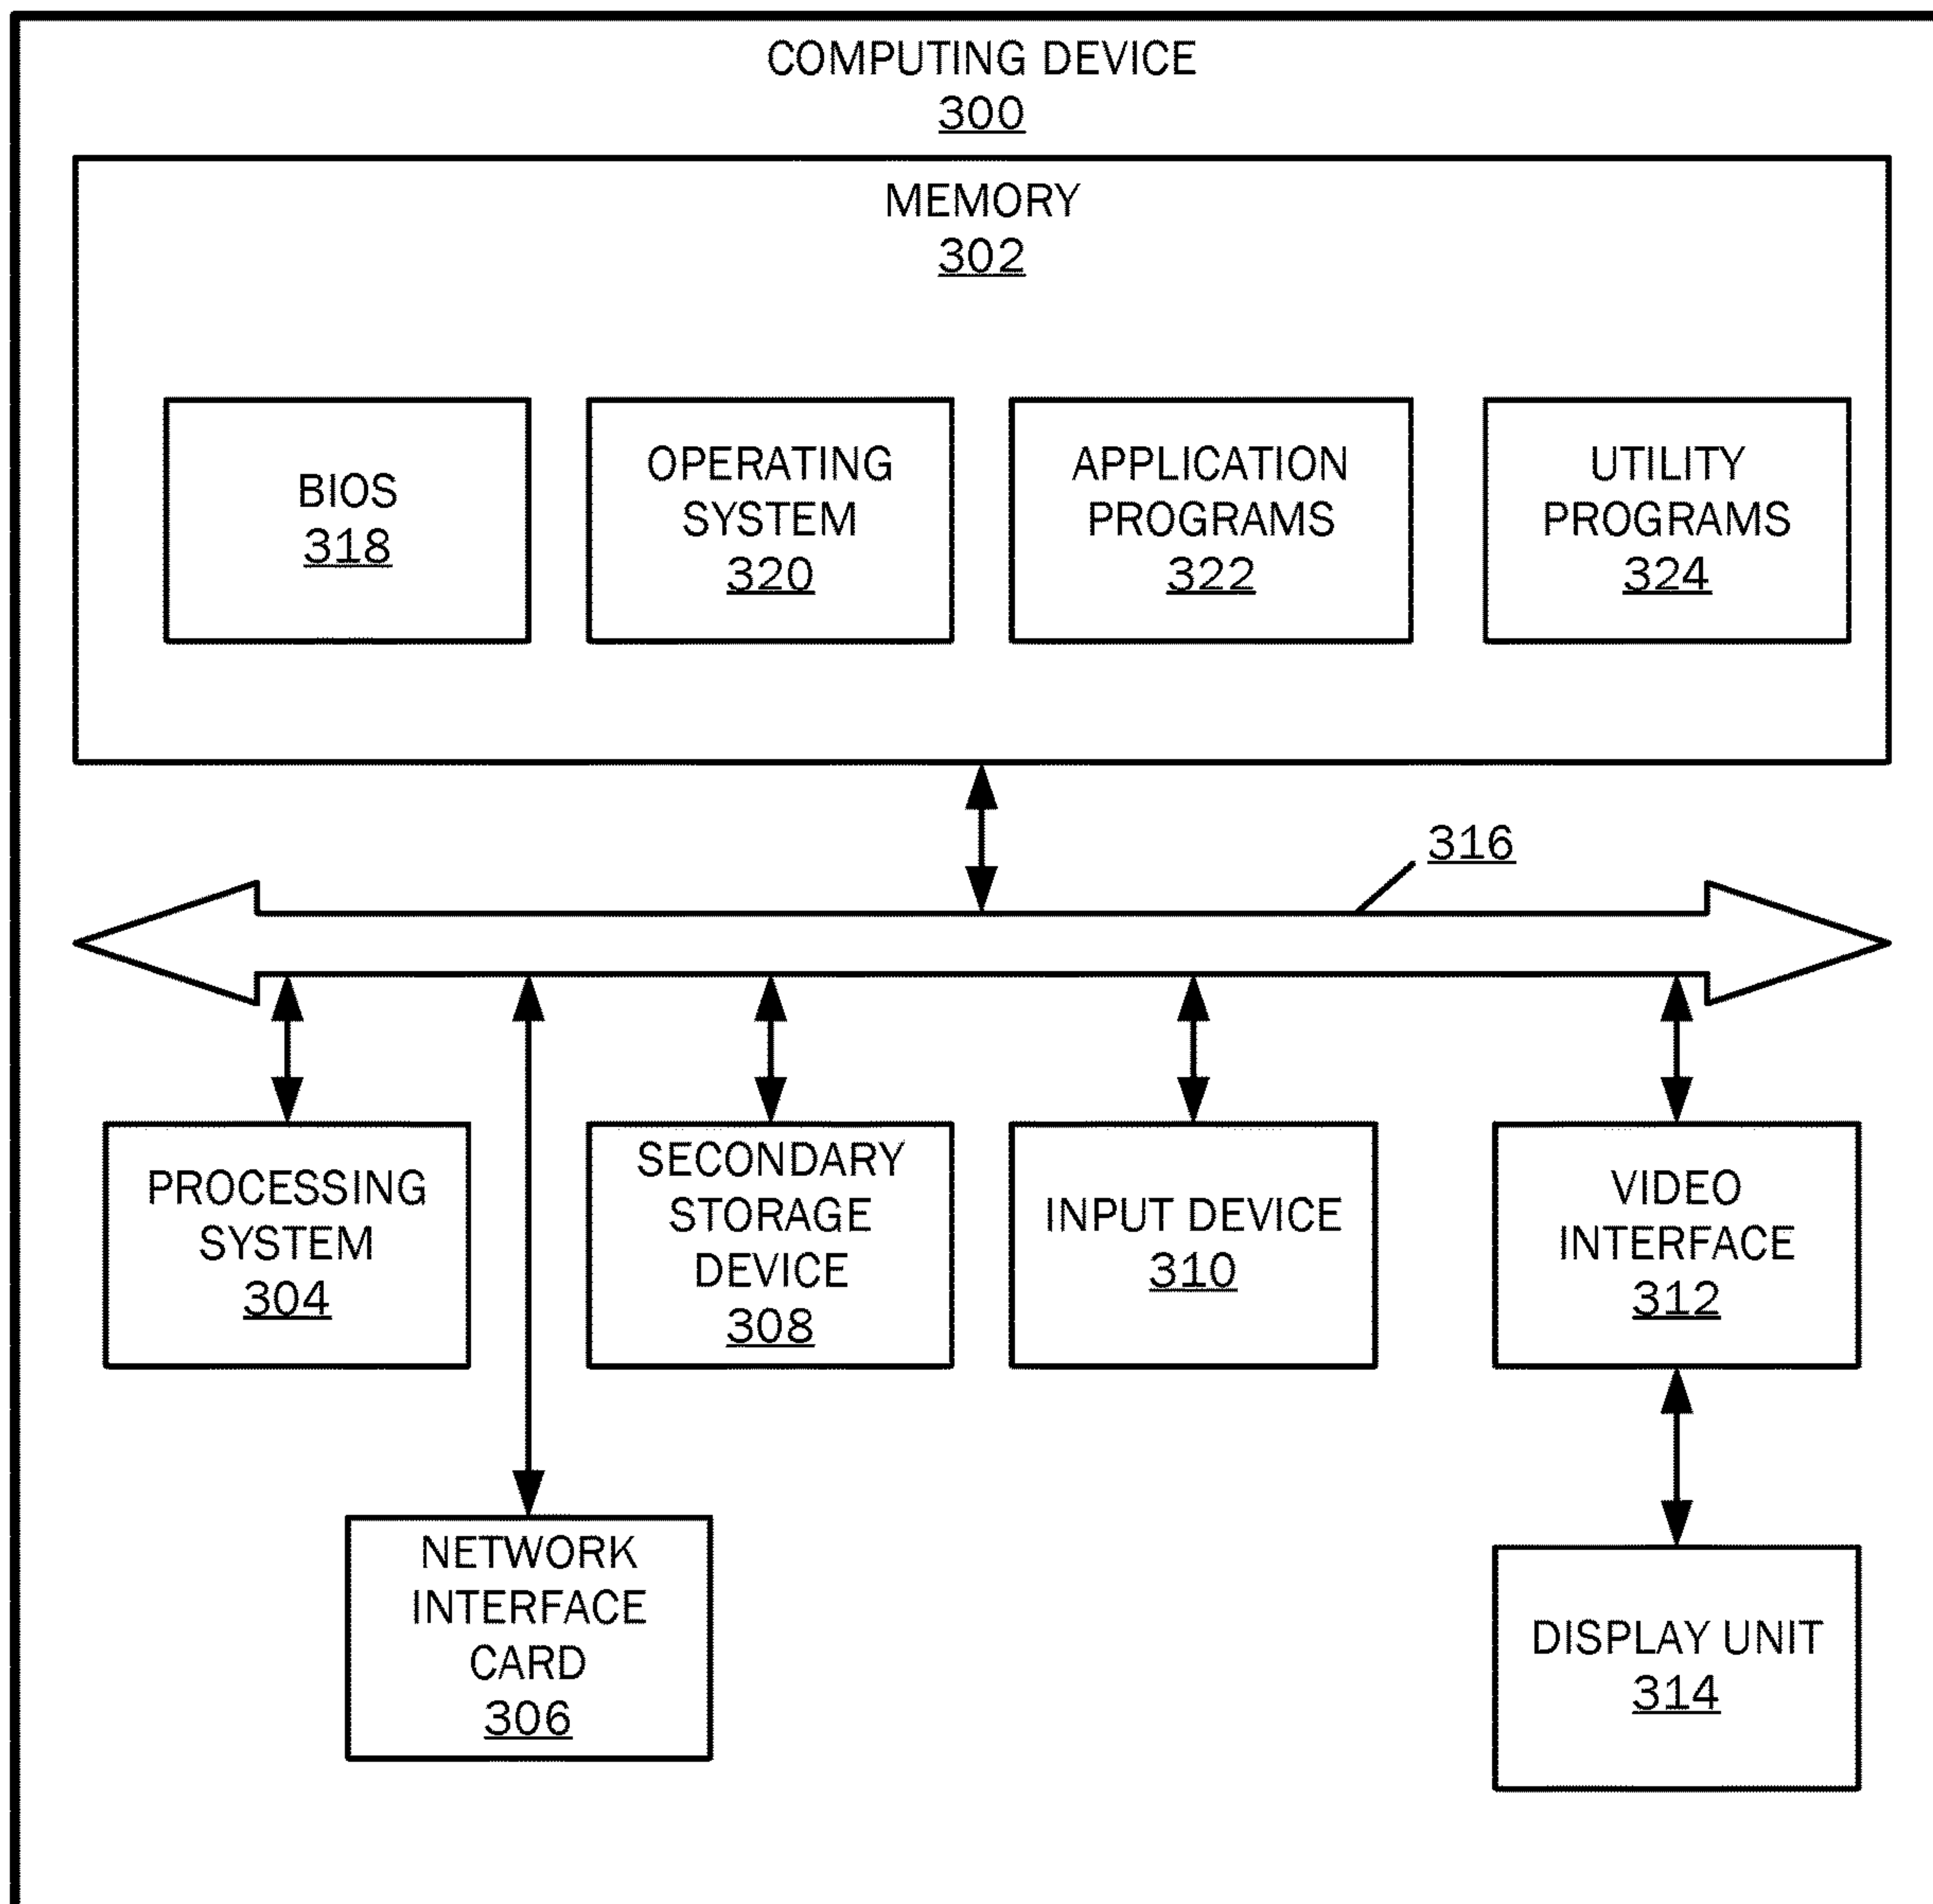 COMPUTING DEVICE
300
MEMORY
302
BIOS
318
OPERATING
SYSTEM
320
APPLICATION
PROGRAMS
322
UTILITY
PROGRAMS
324
316
PROCESSING
SYSTEM
304
SECONDARY
STORAGE
DEVICE
308
INPUT DEVICE
310
VIDEO
INTERFACE
312
NETWORK
INTERFACE
CARD
306
DISPLAY UNIT
314